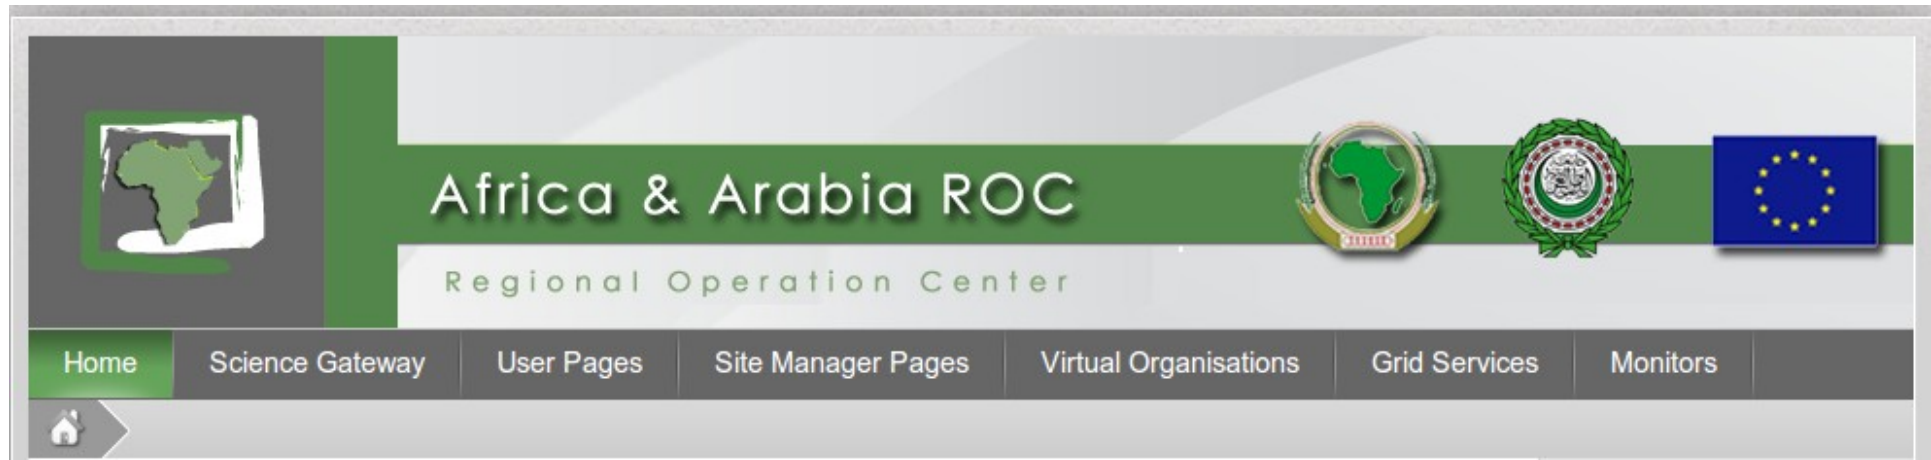 Africa & Arabia ROC
Regional Operation Center
Home Science Gateway User Pages Site Manager Pages Virtual Organisations Grid Services Monitors